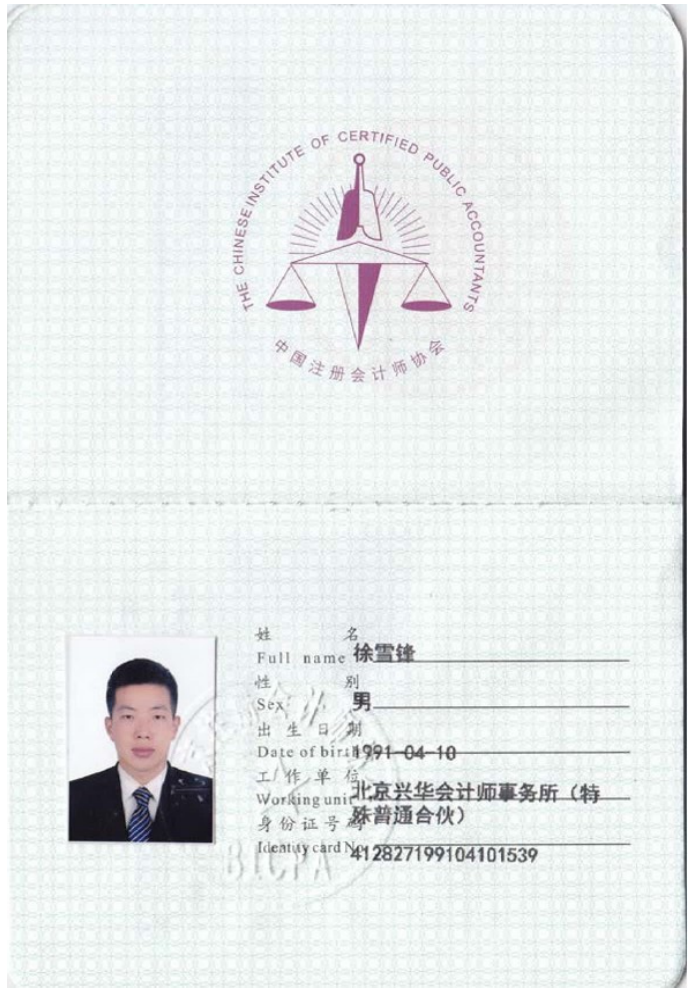 THE CHINESE INSTITUTE OF CERTIFIED PUBLIC ACCOUNTANTS
中国注册会计师协会
姓 名
Full name 徐雪锋
性 别
Sex 男
出生日期
Date of birth 1991-04-10
工作单位
Working unit 北京兴华会计师事务所（特
殊普通合伙）
身份证号码
Identity card No. 412827199104101539
BICPA